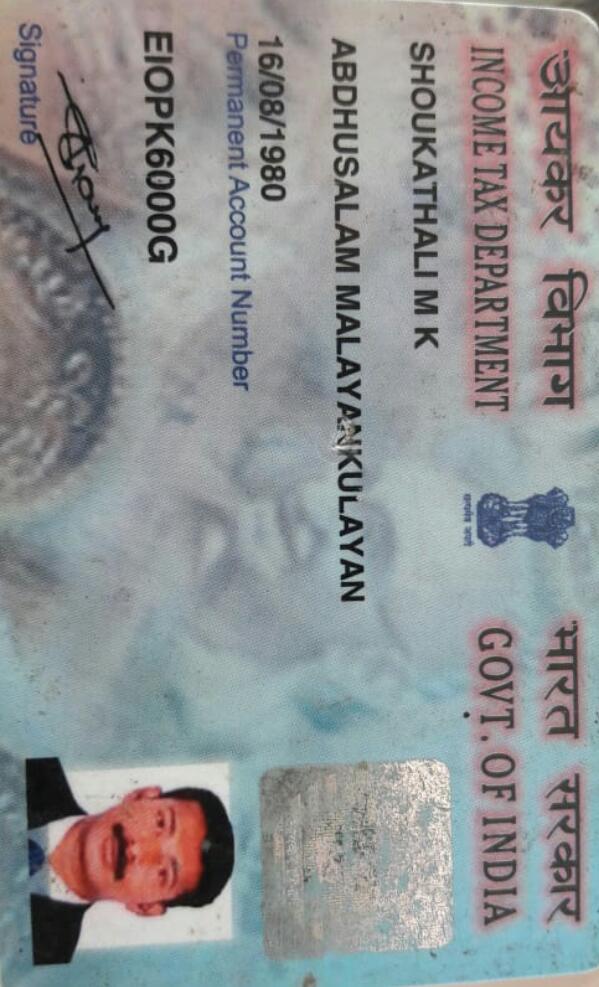 आयकर विभाग
INCOME TAX DEPARTMENT
भारत सरकार
GOVT. OF INDIA
सत्यमेव जयते
SHOUKATHALI M K
ABDHUSALAM MALAYANKULAYAN
16/08/1980
Permanent Account Number
EIOPK6000G
Signature